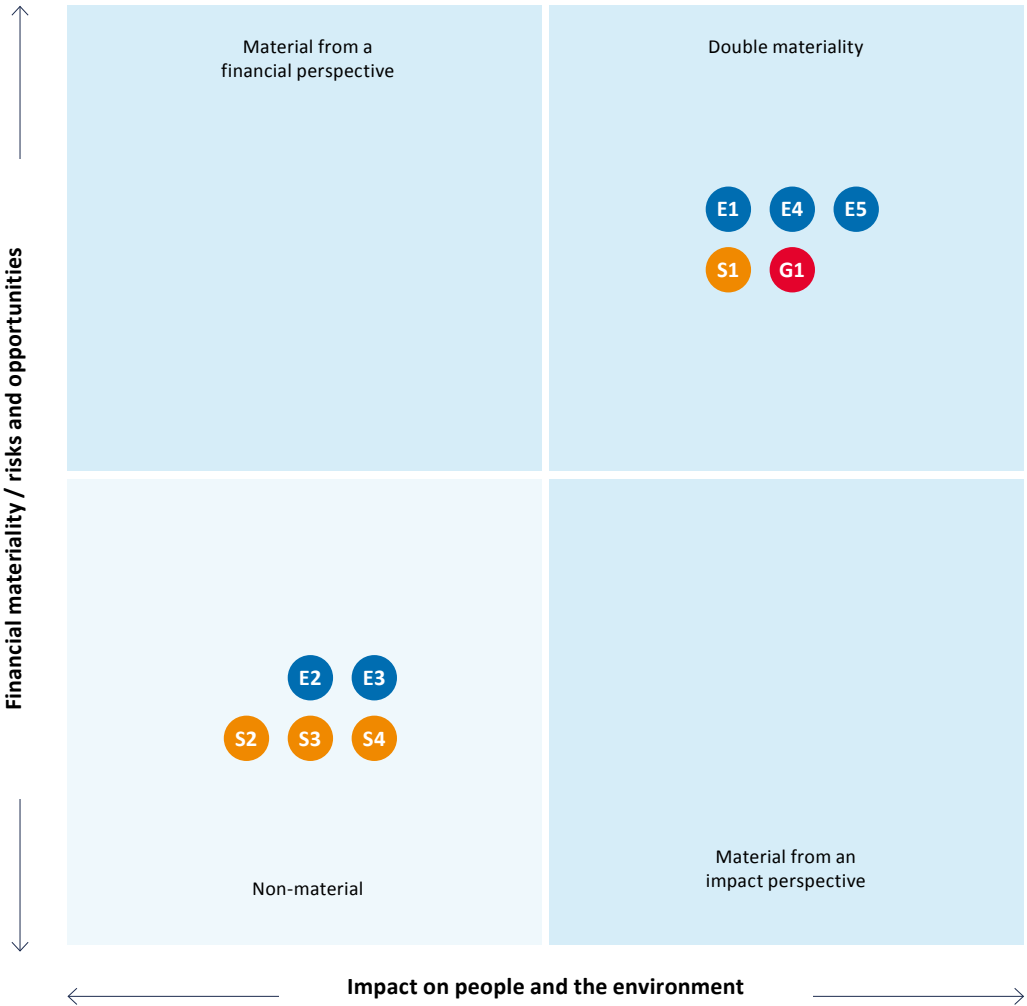 Material from a
financial perspective
Double materiality
E1 E4 E5
S1 G1
Financial materiality / risks and opportunities
E2 E3
S2 S3 S4
Non-material
Material from an
impact perspective
Impact on people and the environment